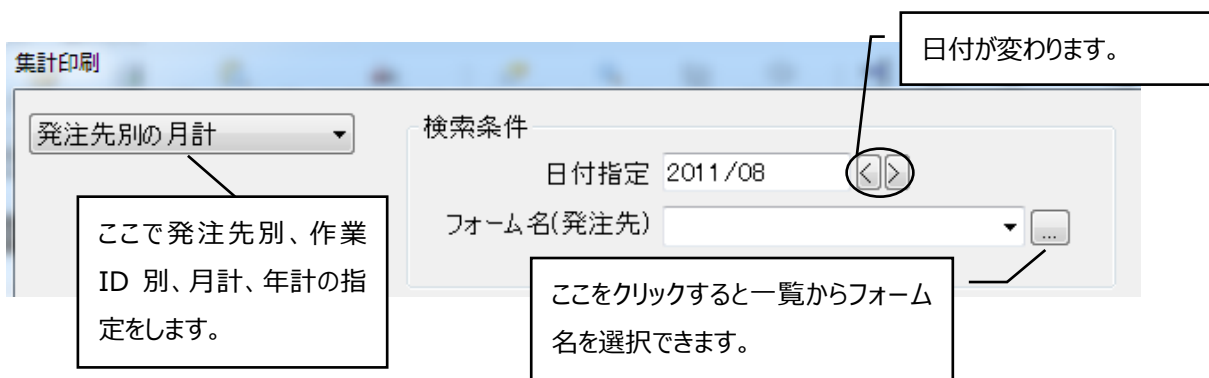 日付が変わります。
集計印刷
発注先別の月計
検索条件
日付指定 2011/08 < >
フォーム名(発注先) ...
ここで発注先別、作業
ID 別、月計、年計の指
定をします。
ここをクリックすると一覧からフォーム
名を選択できます。